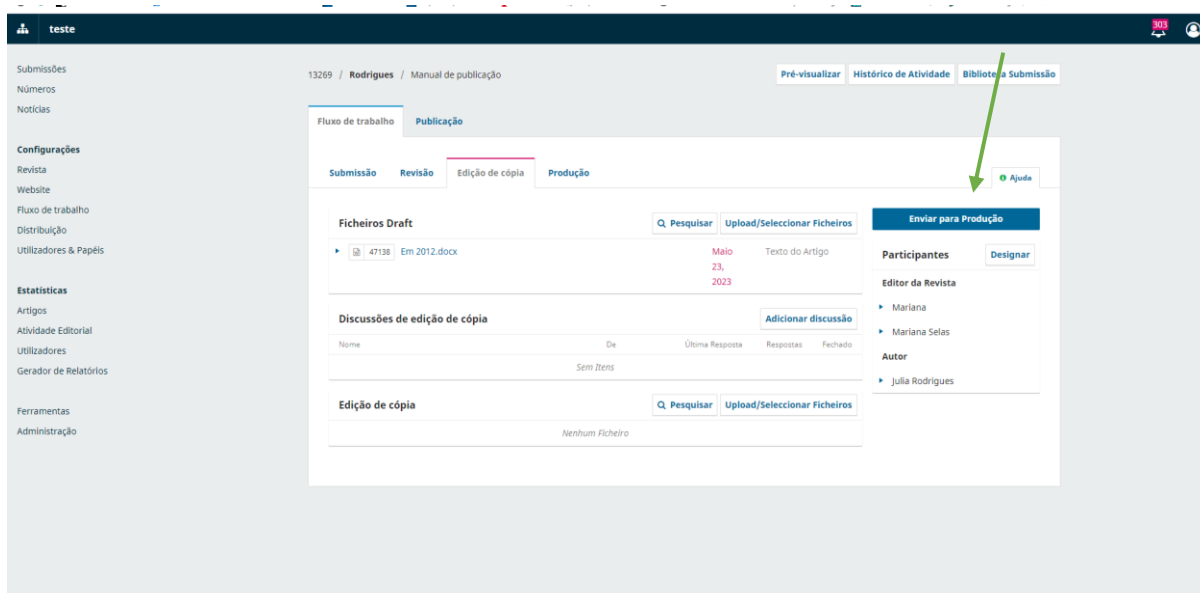 teste
303
Submissões
Números
Notícias
Configurações
Revista
Website
Fluxo de trabalho
Distribuição
Utilizadores & Papéis
Estatísticas
Artigos
Atividade Editorial
Utilizadores
Gerador de Relatórios
Ferramentas
Administração
13269 / Rodrigues / Manual de publicação
Pré-visualizar Histórico de Atividade Biblioteca Submissão
Fluxo de trabalho Publicação
Submissão Revisão Edição de cópia Produção
Ajuda
Ficheiros Draft Pesquisar Upload/Seleccionar Ficheiros
47138 Em 2012.docx Maio 23, 2023 Texto do Artigo
Discussões de edição de cópia Adicionar discussão
Nome De Última Resposta Respostas Fechado
Sem Itens
Edição de cópia Pesquisar Upload/Seleccionar Ficheiros
Nenhum Ficheiro
Enviar para Produção
Participantes Designar
Editor da Revista
Mariana
Mariana Selas
Autor
Julia Rodrigues